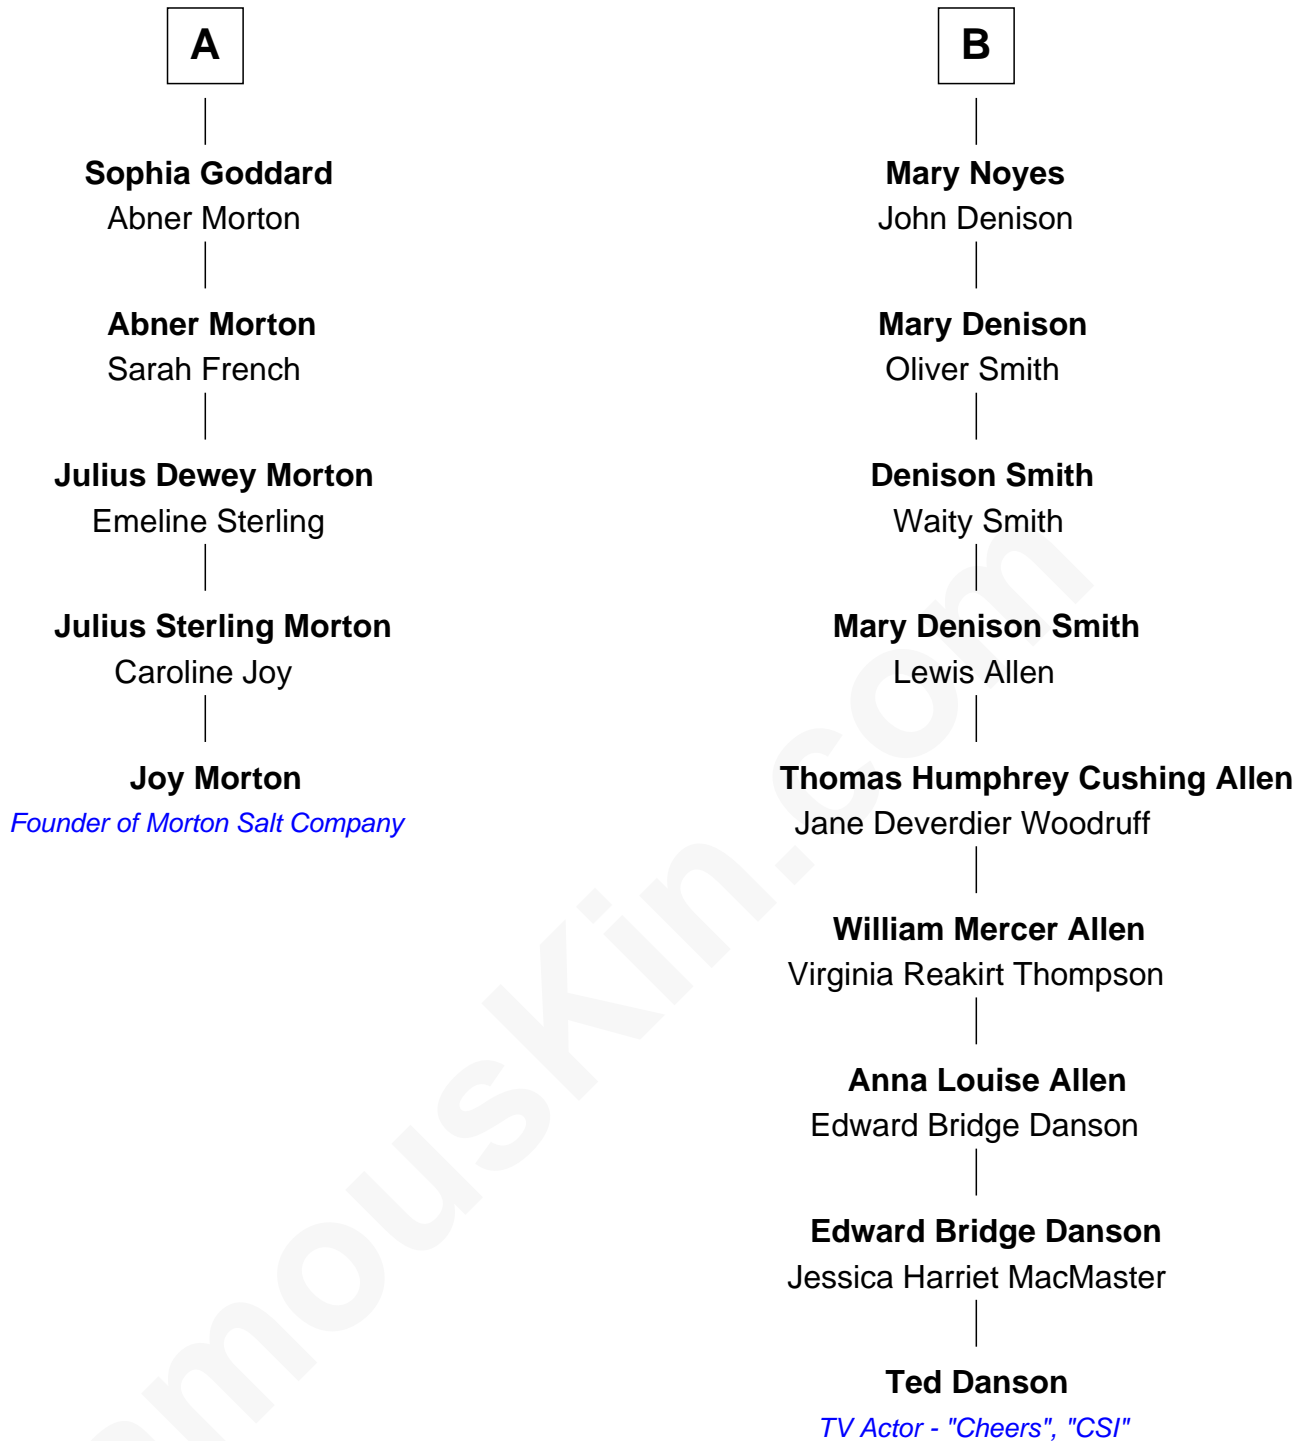 A
Sophia Goddard
Abner Morton
Abner Morton
Sarah French
Julius Dewey Morton
Emeline Sterling
Julius Sterling Morton
Caroline Joy
Joy Morton
Founder of Morton Salt Company
B
Mary Noyes
John Denison
Mary Denison
Oliver Smith
Denison Smith
Waity Smith
Mary Denison Smith
Lewis Allen
Thomas Humphrey Cushing Allen
Jane Deverdier Woodruff
William Mercer Allen
Virginia Reakirt Thompson
Anna Louise Allen
Edward Bridge Danson
Edward Bridge Danson
Jessica Harriet MacMaster
Ted Danson
TV Actor - "Cheers", "CSI"
amouskin.com